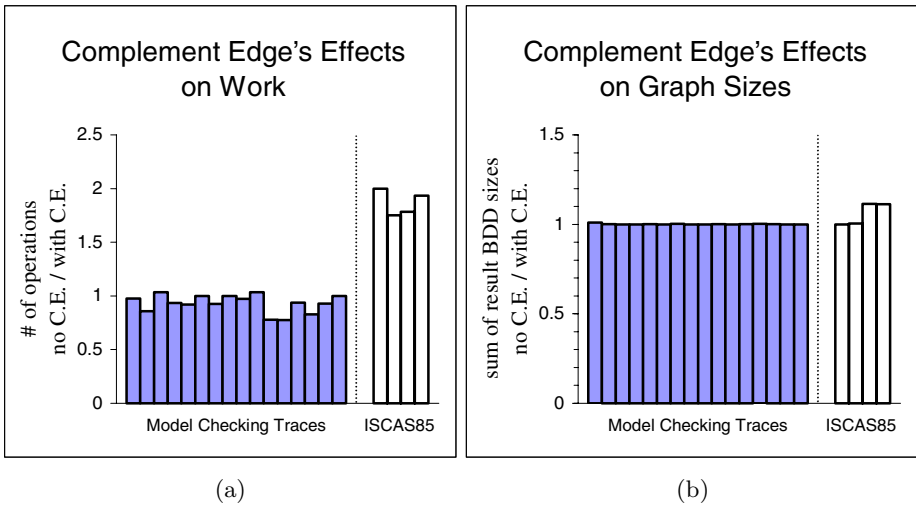 Complement Edge's Effects
on Work
# of operations
no C.E. / with C.E.
2.5
2
1.5
1
0.5
0
Model Checking Traces
ISCAS85
(a)
Complement Edge's Effects
on Graph Sizes
sum of result BDD sizes
no C.E. / with C.E.
1.5
1
0.5
0
Model Checking Traces
ISCAS85
(b)